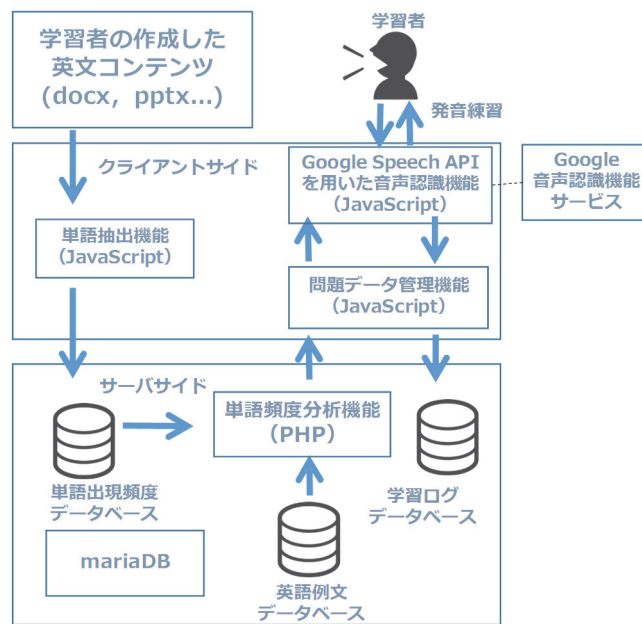 学習者の作成した
英文コンテンツ
(docx，pptx...)
学習者
発音練習
クライアントサイド
Google Speech API
を用いた音声認識機能
（JavaScript）
Google
音声認識機能
サービス
単語抽出機能
（JavaScript）
問題データ管理機能
（JavaScript）
サーバサイド
単語頻度分析機能
（PHP）
単語出現頻度
データベース
学習ログ
データベース
mariaDB
英語例文
データベース